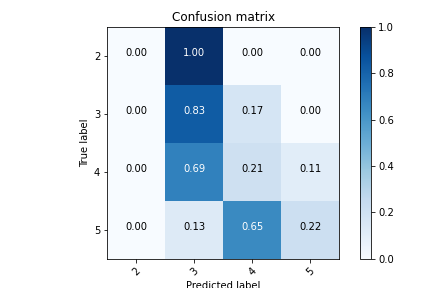 Confusion matrix
1.0
2 0.00 1.00 0.00 0.00
0.8
3 0.00 0.83 0.17 0.00
0.6
True label
0.4
4 0.00 0.69 0.21 0.11
0.2
5 0.00 0.13 0.65 0.22
0.0
2 3 4 5
Predicted label